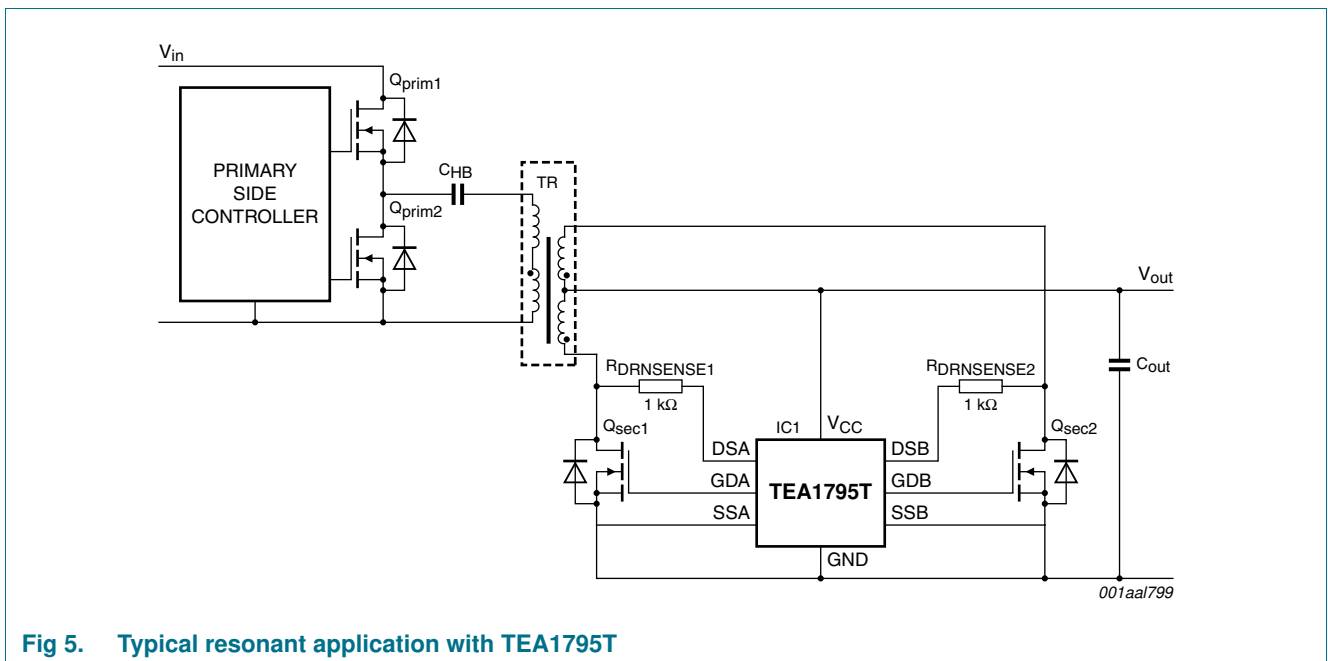 Vin
Qprim1
PRIMARY
SIDE
CONTROLLER
CHB
TR
Qprim2
Vout
RDRNSENSE1
1 kΩ
RDRNSENSE2
1 kΩ
Cout
Qsec1
IC1
VCC
Qsec2
DSA
DSB
GDA
TEA1795T
GDB
SSA
SSB
GND
001aal799
Fig 5. Typical resonant application with TEA1795T